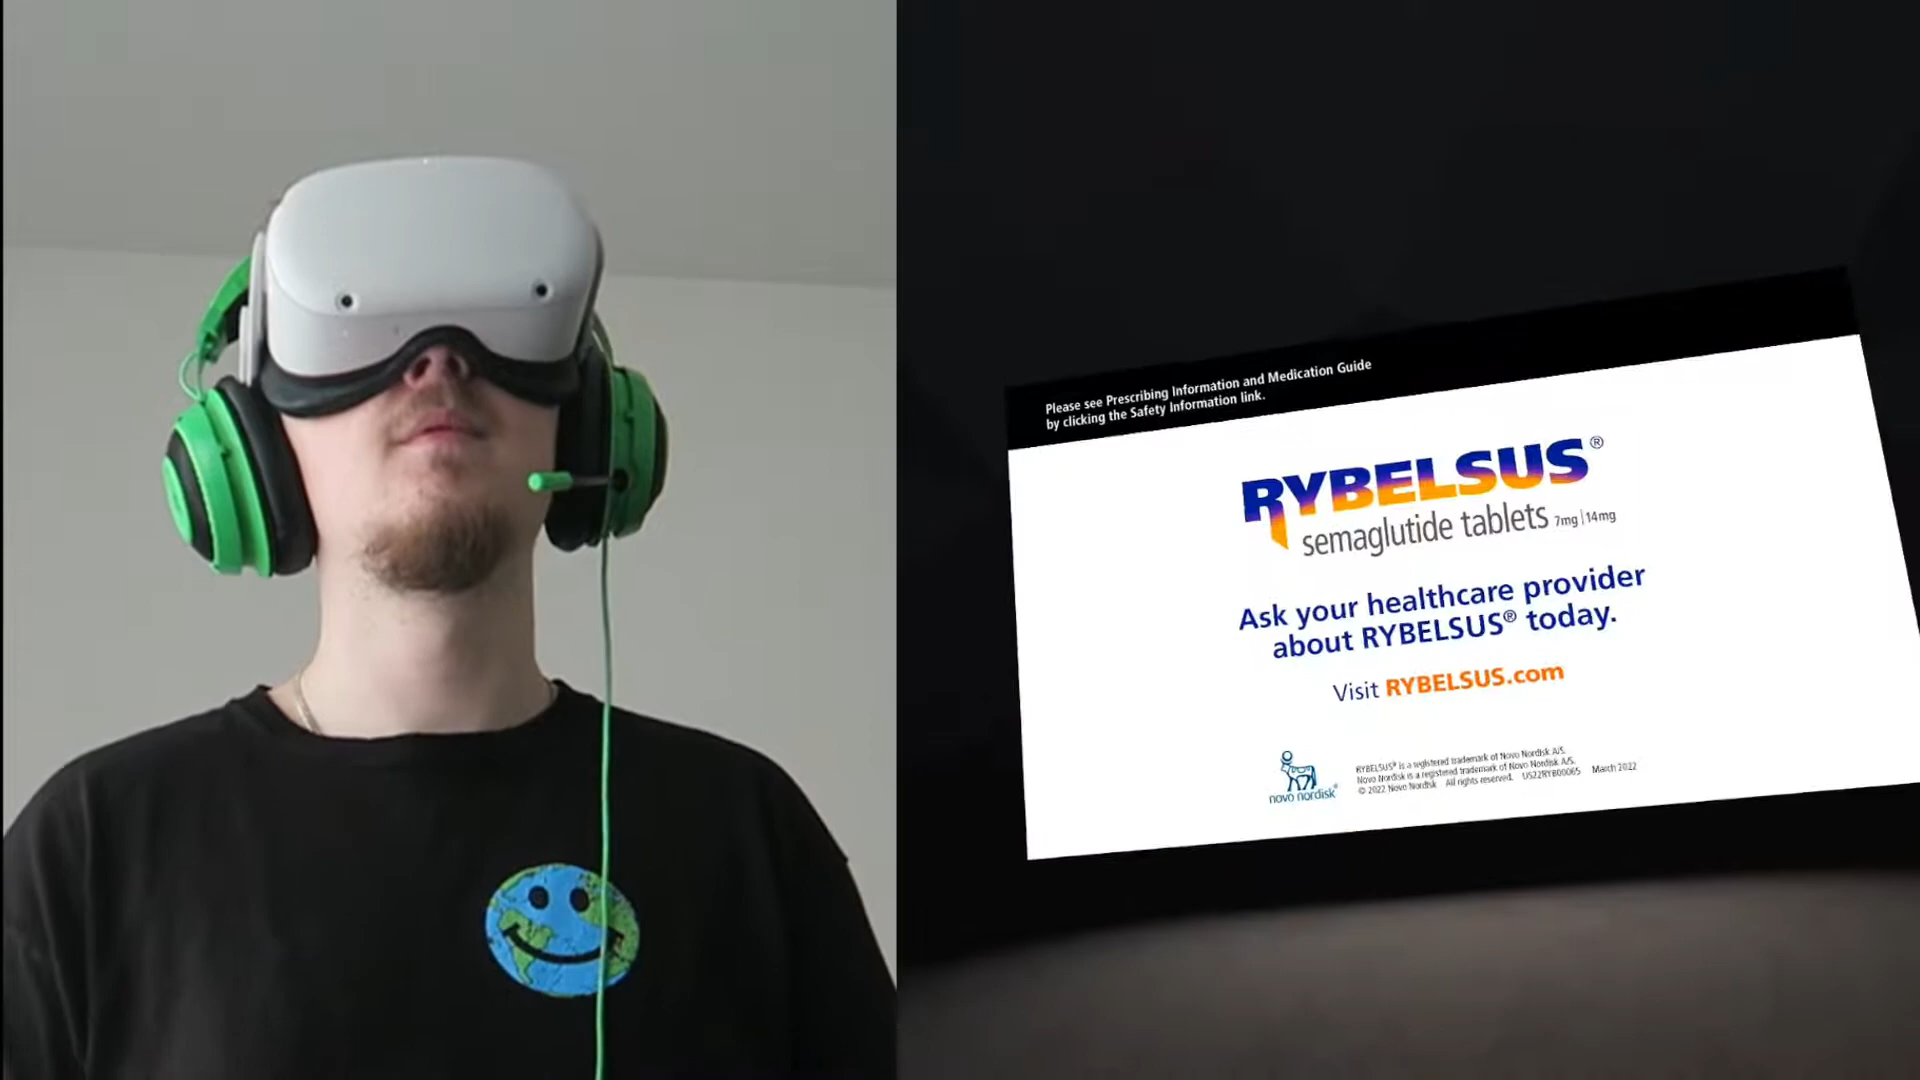 Please see Prescribing Information and Medication Guide
by clicking the Safety Information link.
RYBELSUS®
semaglutide tablets 7mg|14mg
Ask your healthcare provider
about RYBELSUS® today.
Visit RYBELSUS.com
novo nordisk®
RYBELSUS® is a registered trademark of Novo Nordisk A/S.
Novo Nordisk is a registered trademark of Novo Nordisk A/S.
© 2022 Novo Nordisk All rights reserved. US22RYB00065 March 2022